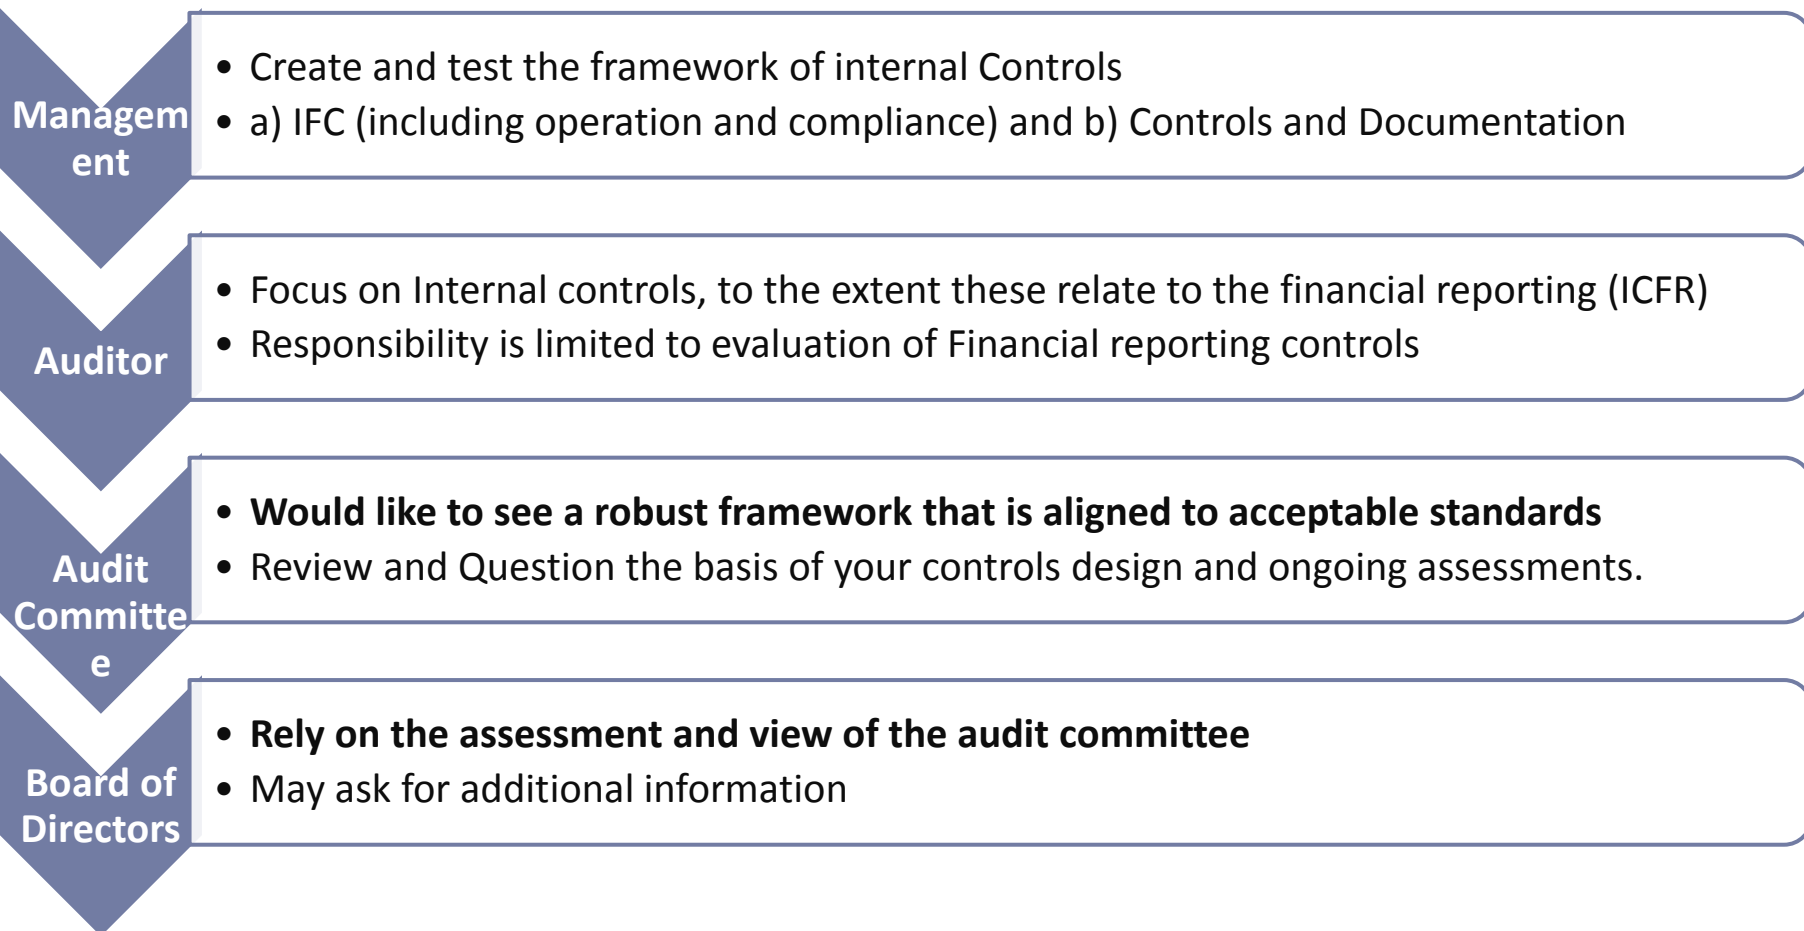 Managem
ent
• Create and test the framework of internal Controls
• a) IFC (including operation and compliance) and b) Controls and Documentation
Auditor
• Focus on Internal controls, to the extent these relate to the financial reporting (ICFR)
• Responsibility is limited to evaluation of Financial reporting controls
Audit
Committe
e
• Would like to see a robust framework that is aligned to acceptable standards
• Review and Question the basis of your controls design and ongoing assessments.
Board of
Directors
• Rely on the assessment and view of the audit committee
• May ask for additional information